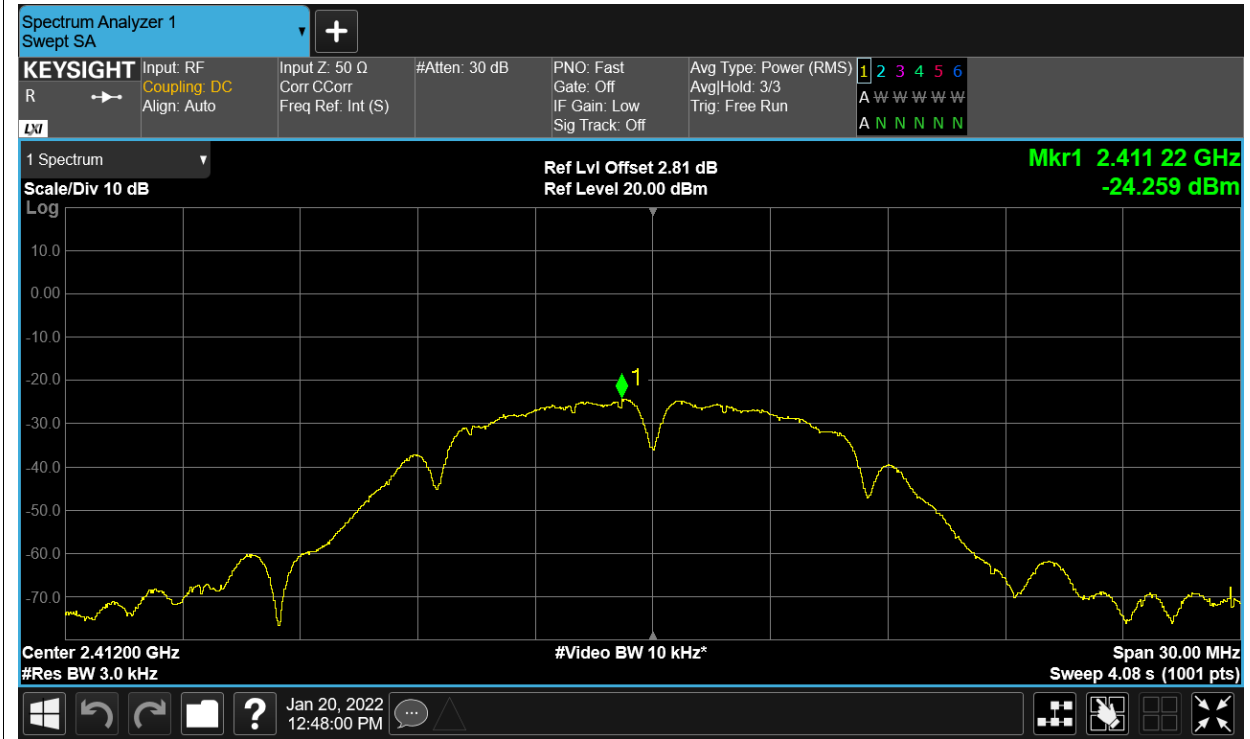 Spectrum Analyzer 1
Swept SA
+
KEYSIGHT
R
LXI
Input: RF
Coupling: DC
Align: Auto
Input Z: 50 Ω
Corr CCorr
Freq Ref: Int (S)
#Atten: 30 dB
PNO: Fast
Gate: Off
IF Gain: Low
Sig Track: Off
Avg Type: Power (RMS)
Avg|Hold: 3/3
Trig: Free Run
1 2 3 4 5 6
A W W W W W
A N N N N N
1 Spectrum
Scale/Div 10 dB
Log
Ref Lvl Offset 2.81 dB
Ref Level 20.00 dBm
Mkr1 2.411 22 GHz
-24.259 dBm
10.0
0.00
-10.0
-20.0
-30.0
-40.0
-50.0
-60.0
-70.0
1
1
Center 2.41200 GHz
#Res BW 3.0 kHz
#Video BW 10 kHz*
Span 30.00 MHz
Sweep 4.08 s (1001 pts)
?
Jan 20, 2022
12:48:00 PM